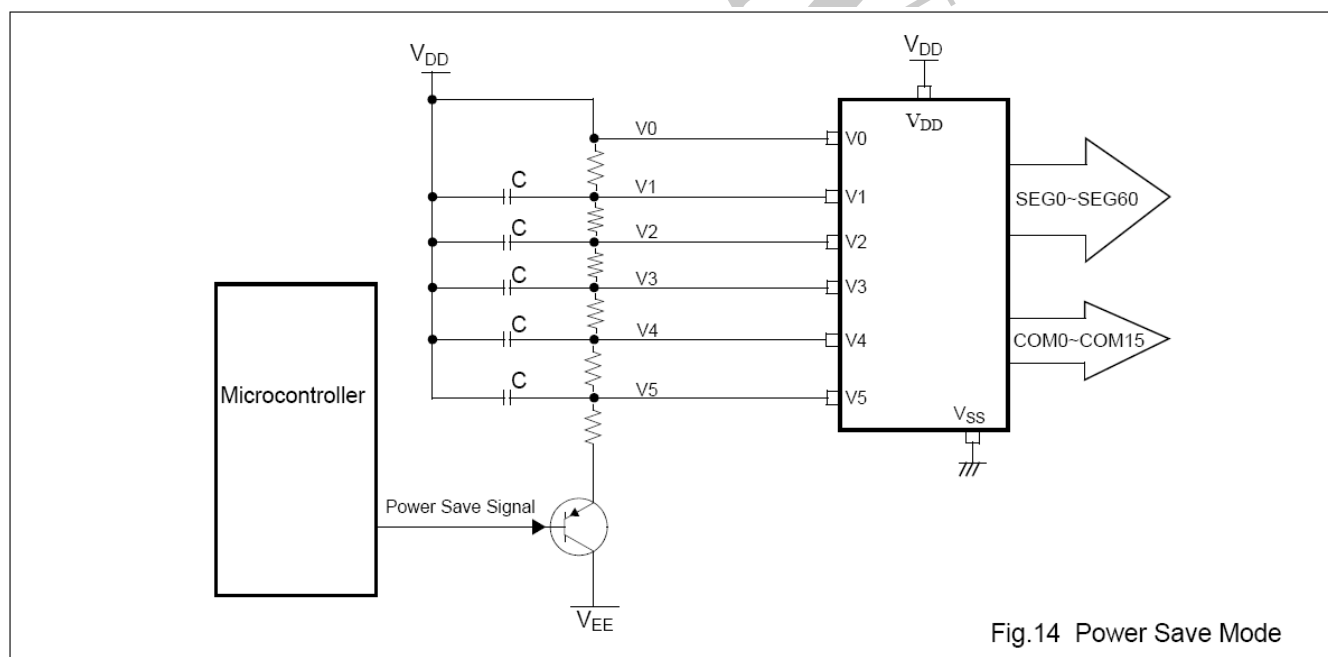 VDD
VDD
VDD
V0
V0
C
V1
V1
SEG0~SEG60
C
V2
V2
C
V3
V3
C
V4
V4
COM0~COM15
Microcontroller
C
V5
V5
VSS
Power Save Signal
VEE
Fig.14 Power Save Mode